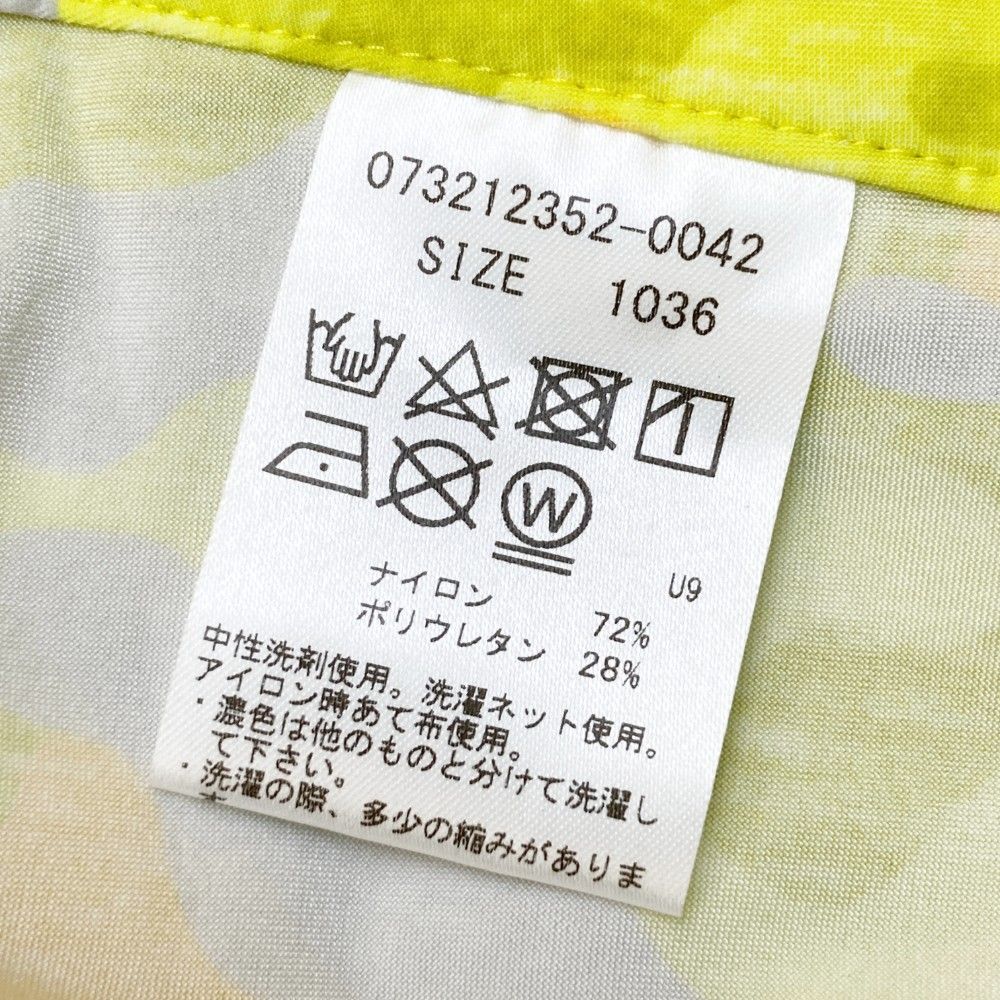 073212352-0042
SIZE 1036
W
U9
ナイロン 72%
ポリウレタン 28%
中性洗剤使用。洗濯ネット使用。
アイロン時あて布使用。
・濃色は他のものと分けて洗濯し
て下さい。
・洗濯の際、多少の縮みがありま